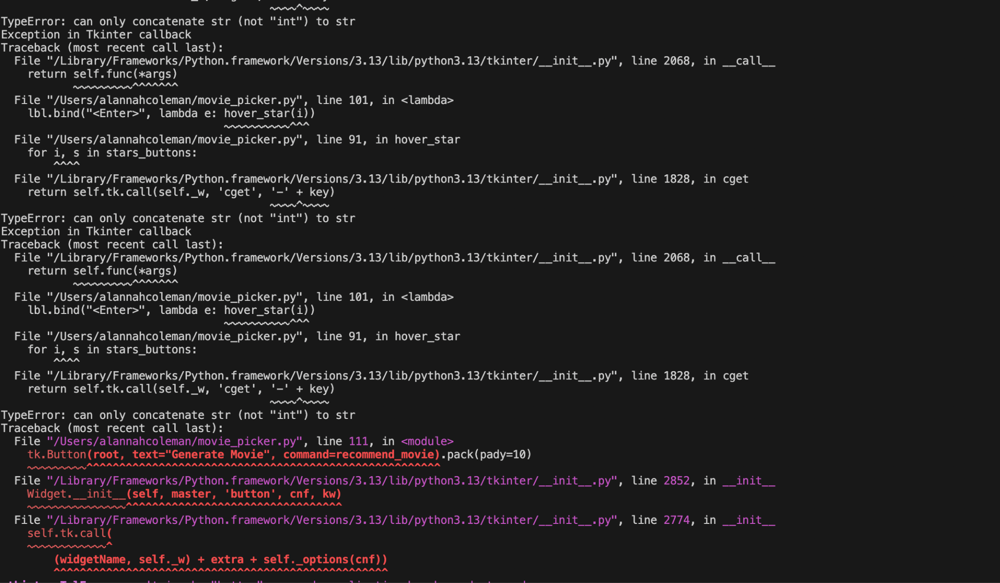 ~~~~^~~~~
TypeError: can only concatenate str (not "int") to str
Exception in Tkinter callback
Traceback (most recent call last):
  File "/Library/Frameworks/Python.framework/Versions/3.13/lib/python3.13/tkinter/__init__.py", line 2068, in __call__
    return self.func(*args)
           ~~~~~~~~~^^^^^^^
  File "/Users/alannahcoleman/movie_picker.py", line 101, in <lambda>
    lbl.bind("<Enter>", lambda e: hover_star(i))
                                  ~~~~~~~~~~^^^
  File "/Users/alannahcoleman/movie_picker.py", line 91, in hover_star
    for i, s in stars_buttons:
        ^^^^
  File "/Library/Frameworks/Python.framework/Versions/3.13/lib/python3.13/tkinter/__init__.py", line 1828, in cget
    return self.tk.call(self._w, 'cget', '-' + key)
                                         ~~~~^~~~~
TypeError: can only concatenate str (not "int") to str
Exception in Tkinter callback
Traceback (most recent call last):
  File "/Library/Frameworks/Python.framework/Versions/3.13/lib/python3.13/tkinter/__init__.py", line 2068, in __call__
    return self.func(*args)
           ~~~~~~~~~^^^^^^^
  File "/Users/alannahcoleman/movie_picker.py", line 101, in <lambda>
    lbl.bind("<Enter>", lambda e: hover_star(i))
                                  ~~~~~~~~~~^^^
  File "/Users/alannahcoleman/movie_picker.py", line 91, in hover_star
    for i, s in stars_buttons:
        ^^^^
  File "/Library/Frameworks/Python.framework/Versions/3.13/lib/python3.13/tkinter/__init__.py", line 1828, in cget
    return self.tk.call(self._w, 'cget', '-' + key)
                                         ~~~~^~~~~
TypeError: can only concatenate str (not "int") to str
Traceback (most recent call last):
  File "/Users/alannahcoleman/movie_picker.py", line 111, in <module>
    tk.Button(root, text="Generate Movie", command=recommend_movie).pack(pady=10)
    ~~~~~~~~~^^^^^^^^^^^^^^^^^^^^^^^^^^^^^^^^^^^^^^^^^^^^^^^^^^^^^^
  File "/Library/Frameworks/Python.framework/Versions/3.13/lib/python3.13/tkinter/__init__.py", line 2852, in __init__
    Widget.__init__(self, master, 'button', cnf, kw)
    ~~~~~~~~~~~~~~~^^^^^^^^^^^^^^^^^^^^^^^^^^^^^^^^^
  File "/Library/Frameworks/Python.framework/Versions/3.13/lib/python3.13/tkinter/__init__.py", line 2774, in __init__
    self.tk.call(
    ~~~~~~~~~~~~^
        (widgetName, self._w) + extra + self._options(cnf))
        ^^^^^^^^^^^^^^^^^^^^^^^^^^^^^^^^^^^^^^^^^^^^^^^^^^^